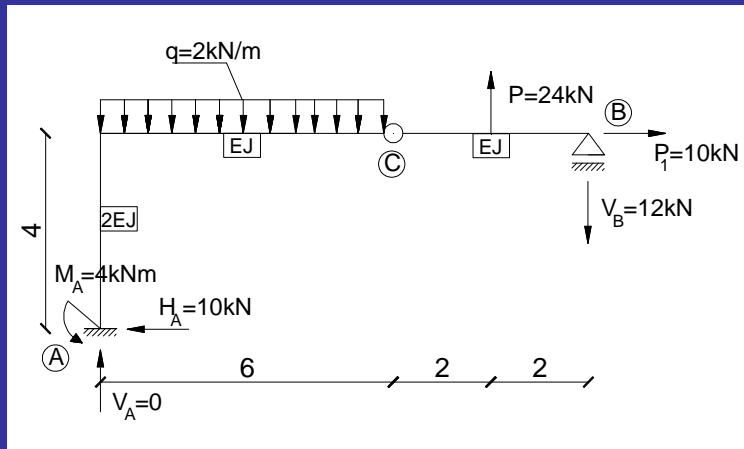 q=2kN/m
P=24kN
B
EJ
C
EJ
P₁=10kN
2EJ
V_B=12kN
4
M_A=4kNm
H_A=10kN
A
6
2
2
V_A=0